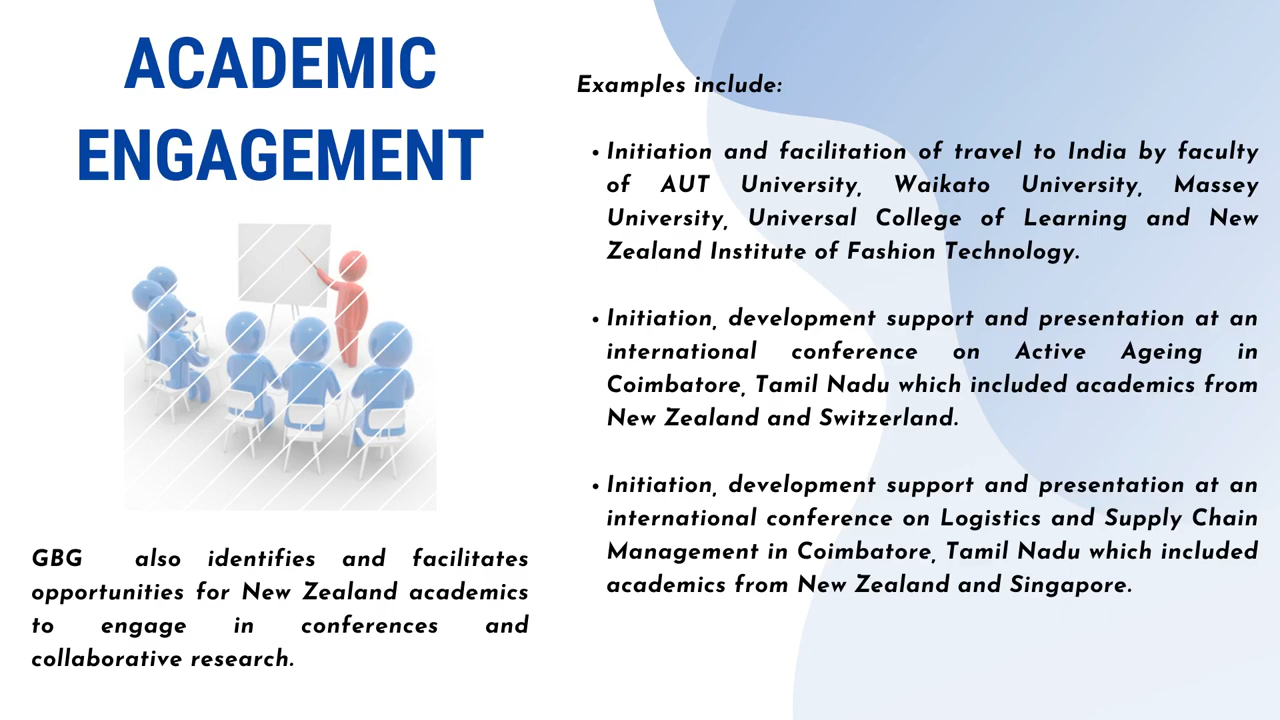 ACADEMIC
ENGAGEMENT
GBG also identifies and facilitates
opportunities for New Zealand academics
to engage in conferences and
collaborative research.
Examples include:
• Initiation and facilitation of travel to India by faculty
of AUT University, Waikato University, Massey
University, Universal College of Learning and New
Zealand Institute of Fashion Technology.
• Initiation, development support and presentation at an
international conference on Active Ageing in
Coimbatore, Tamil Nadu which included academics from
New Zealand and Switzerland.
• Initiation, development support and presentation at an
international conference on Logistics and Supply Chain
Management in Coimbatore, Tamil Nadu which included
academics from New Zealand and Singapore.